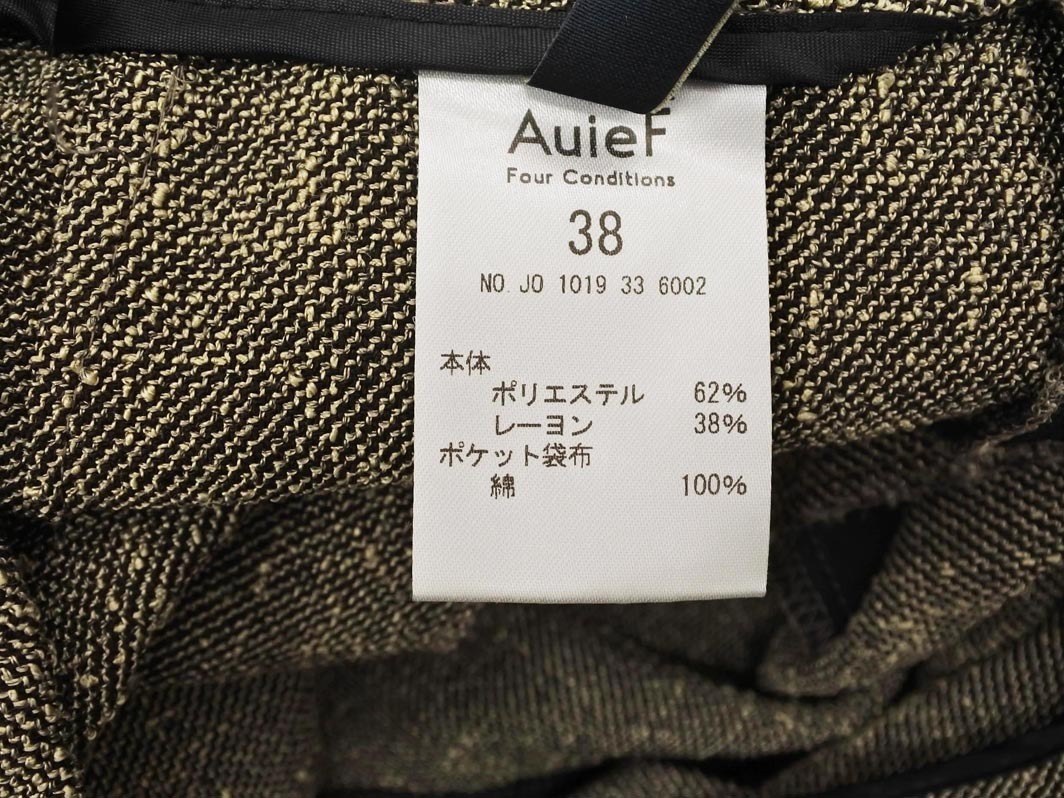 AuieF
Four Conditions
38
NO. JO 1019 33 6002
本体
ポリエステル 62%
レーヨン 38%
ポケット袋布
綿 100%